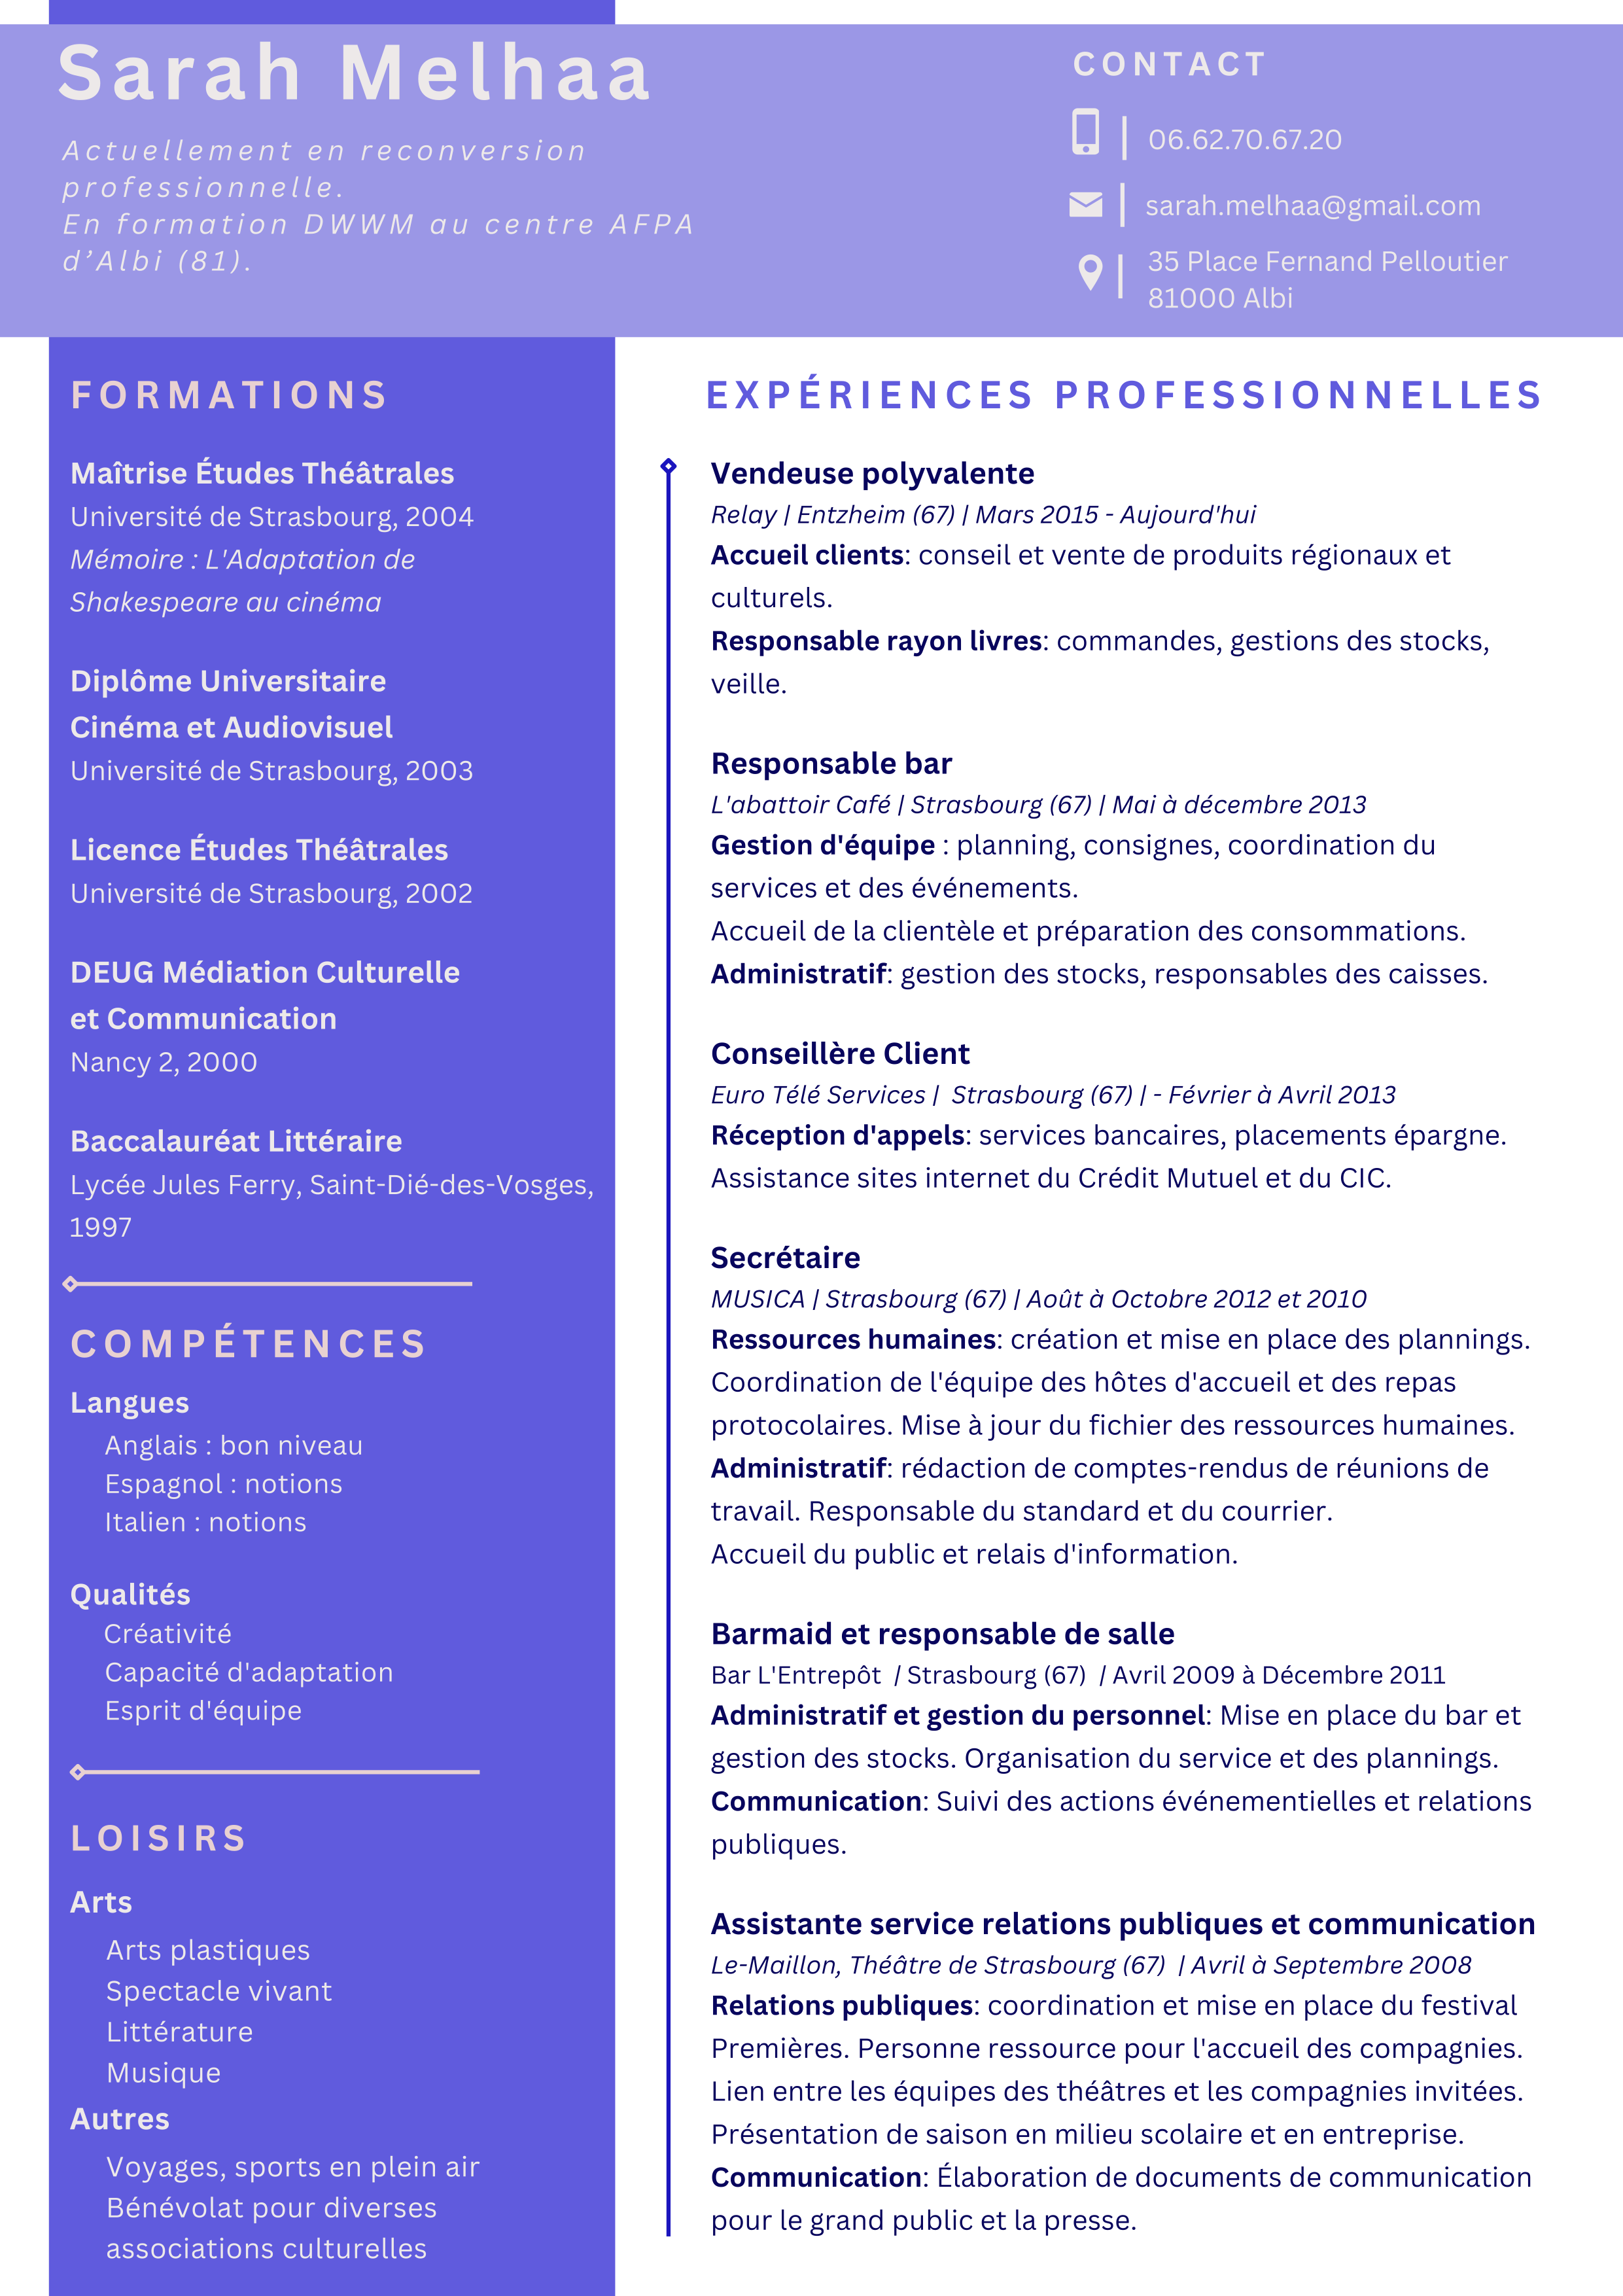 Sarah Melhaa
Actuellement en reconversion
professionnelle.
En formation DWWM au centre AFPA
d’Albi (81).
CONTACT
06.62.70.67.20
sarah.melhaa@gmail.com
35 Place Fernand Pelloutier
81000 Albi
FORMATIONS
Maîtrise Études Théâtrales
Université de Strasbourg, 2004
Mémoire : L'Adaptation de
Shakespeare au cinéma
Diplôme Universitaire
Cinéma et Audiovisuel
Université de Strasbourg, 2003
Licence Études Théâtrales
Université de Strasbourg, 2002
DEUG Médiation Culturelle
et Communication
Nancy 2, 2000
Baccalauréat Littéraire
Lycée Jules Ferry, Saint-Dié-des-Vosges,
1997
COMPÉTENCES
Langues
Anglais : bon niveau
Espagnol : notions
Italien : notions
Qualités
Créativité
Capacité d'adaptation
Esprit d'équipe
LOISIRS
Arts
Arts plastiques
Spectacle vivant
Littérature
Musique
Autres
Voyages, sports en plein air
Bénévolat pour diverses
associations culturelles
EXPÉRIENCES PROFESSIONNELLES
Vendeuse polyvalente
Relay | Entzheim (67) | Mars 2015 - Aujourd'hui
Accueil clients: conseil et vente de produits régionaux et
culturels.
Responsable rayon livres: commandes, gestions des stocks,
veille.
Responsable bar
L'abattoir Café | Strasbourg (67) | Mai à décembre 2013
Gestion d'équipe : planning, consignes, coordination du
services et des événements.
Accueil de la clientèle et préparation des consommations.
Administratif: gestion des stocks, responsables des caisses.
Conseillère Client
Euro Télé Services | Strasbourg (67) | - Février à Avril 2013
Réception d'appels: services bancaires, placements épargne.
Assistance sites internet du Crédit Mutuel et du CIC.
Secrétaire
MUSICA | Strasbourg (67) | Août à Octobre 2012 et 2010
Ressources humaines: création et mise en place des plannings.
Coordination de l'équipe des hôtes d'accueil et des repas
protocolaires. Mise à jour du fichier des ressources humaines.
Administratif: rédaction de comptes-rendus de réunions de
travail. Responsable du standard et du courrier.
Accueil du public et relais d'information.
Barmaid et responsable de salle
Bar L'Entrepôt | Strasbourg (67) | Avril 2009 à Décembre 2011
Administratif et gestion du personnel: Mise en place du bar et
gestion des stocks. Organisation du service et des plannings.
Communication: Suivi des actions événementielles et relations
publiques.
Assistante service relations publiques et communication
Le-Maillon, Théâtre de Strasbourg (67) | Avril à Septembre 2008
Relations publiques: coordination et mise en place du festival
Premières. Personne ressource pour l'accueil des compagnies.
Lien entre les équipes des théâtres et les compagnies invitées.
Présentation de saison en milieu scolaire et en entreprise.
Communication: Élaboration de documents de communication
pour le grand public et la presse.